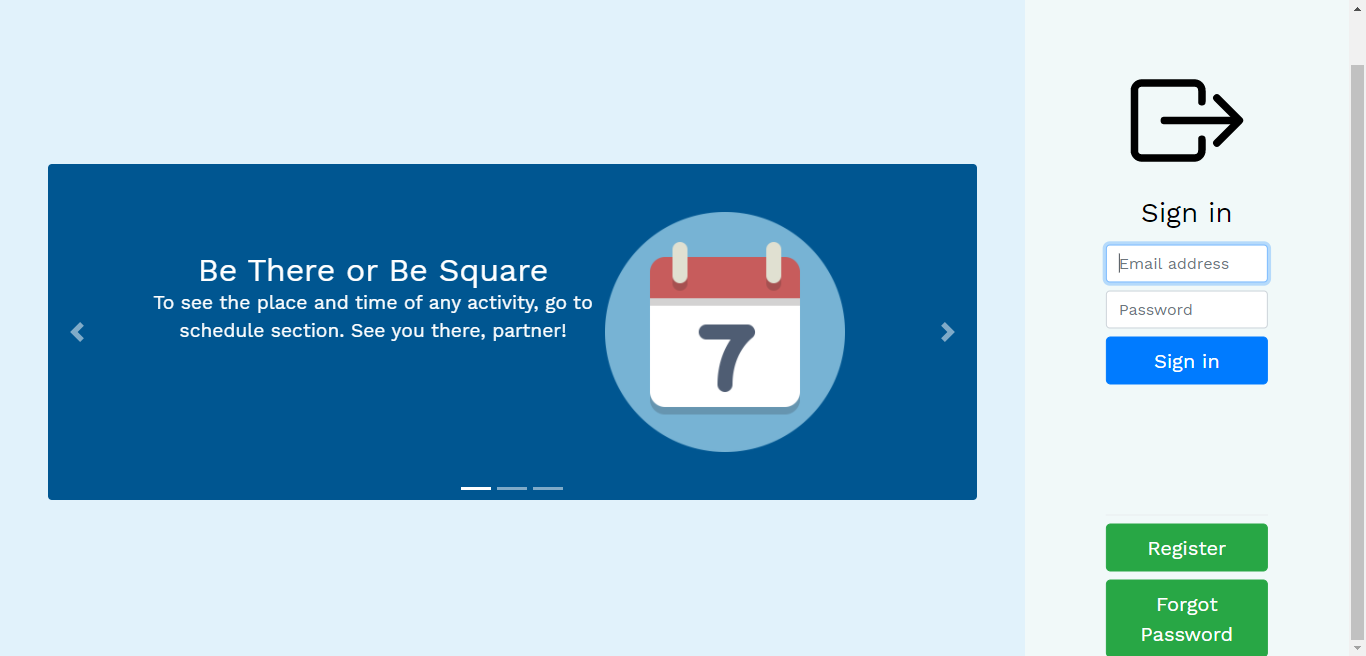 Be There or Be Square
To see the place and time of any activity, go to
schedule section. See you there, partner!
7
Sign in
Email address
Password
Sign in
Register
Forgot
Password